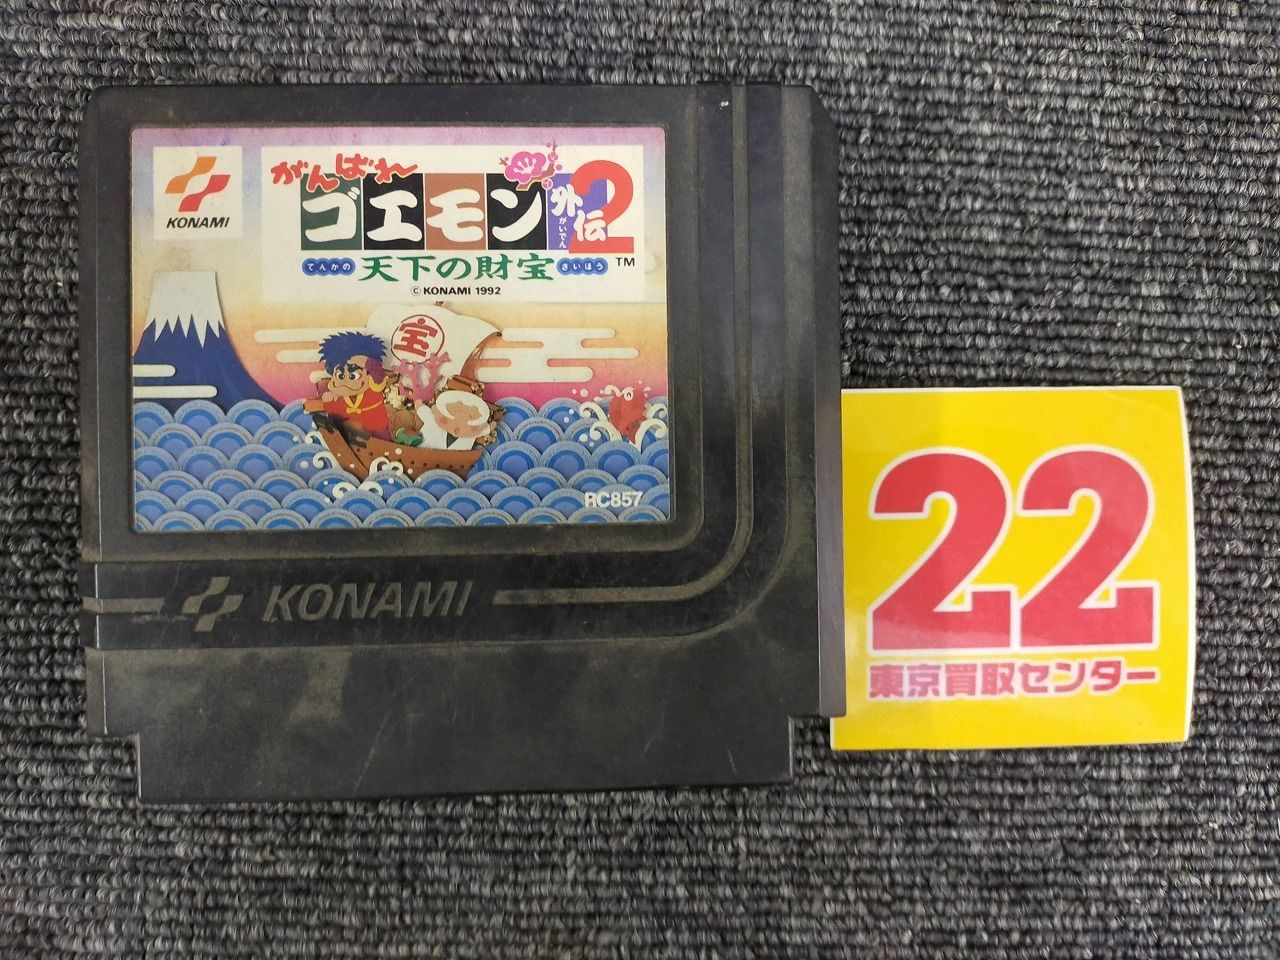 KONAMI
がんばれ
ゴエモン
外伝
がいでん
2
てんかの
天下の財宝
ざいほう
TM
© KONAMI 1992
宝
RC857
KONAMI
22
東京買取センター